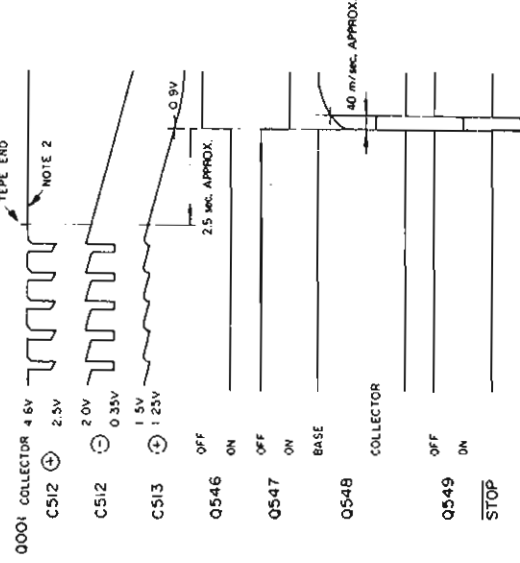 TEPE END
NOTE 2
Q001 COLLECTOR 4.6V
C512 ⊕ 2.5V
2.0V
C512 ⊖ 0.35V
1.5V
C513 ⊕ 1.25V
0.9V
2.5 sec. APPROX.
OFF
Q546
ON
OFF
Q547
ON
BASE
Q548
COLLECTOR
40 m/sec. APPROX.
OFF
Q549
ON
STOP